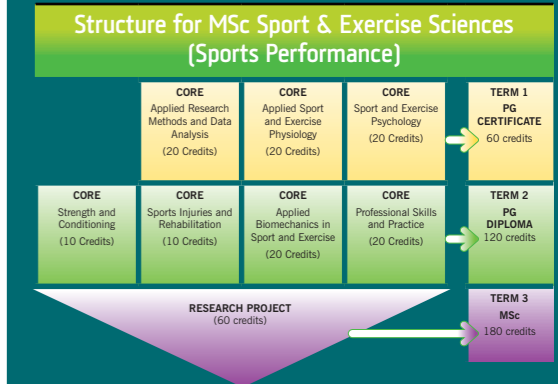 Structure for MSc Sport & Exercise Sciences
(Sports Performance)
CORE
Applied Research
Methods and Data
Analysis
(20 Credits)
CORE
Applied Sport
and Exercise
Physiology
(20 Credits)
CORE
Sport and Exercise
Psychology
(20 Credits)
TERM 1
PG
CERTIFICATE
60 credits
CORE
Strength and
Conditioning
(10 Credits)
CORE
Sports Injuries and
Rehabilitation
(10 Credits)
CORE
Applied
Biomechanics in
Sport and Exercise
(20 Credits)
CORE
Professional Skills
and Practice
(20 Credits)
TERM 2
PG
DIPLOMA
120 credits
RESEARCH PROJECT
(60 credits)
TERM 3
MSc
180 credits